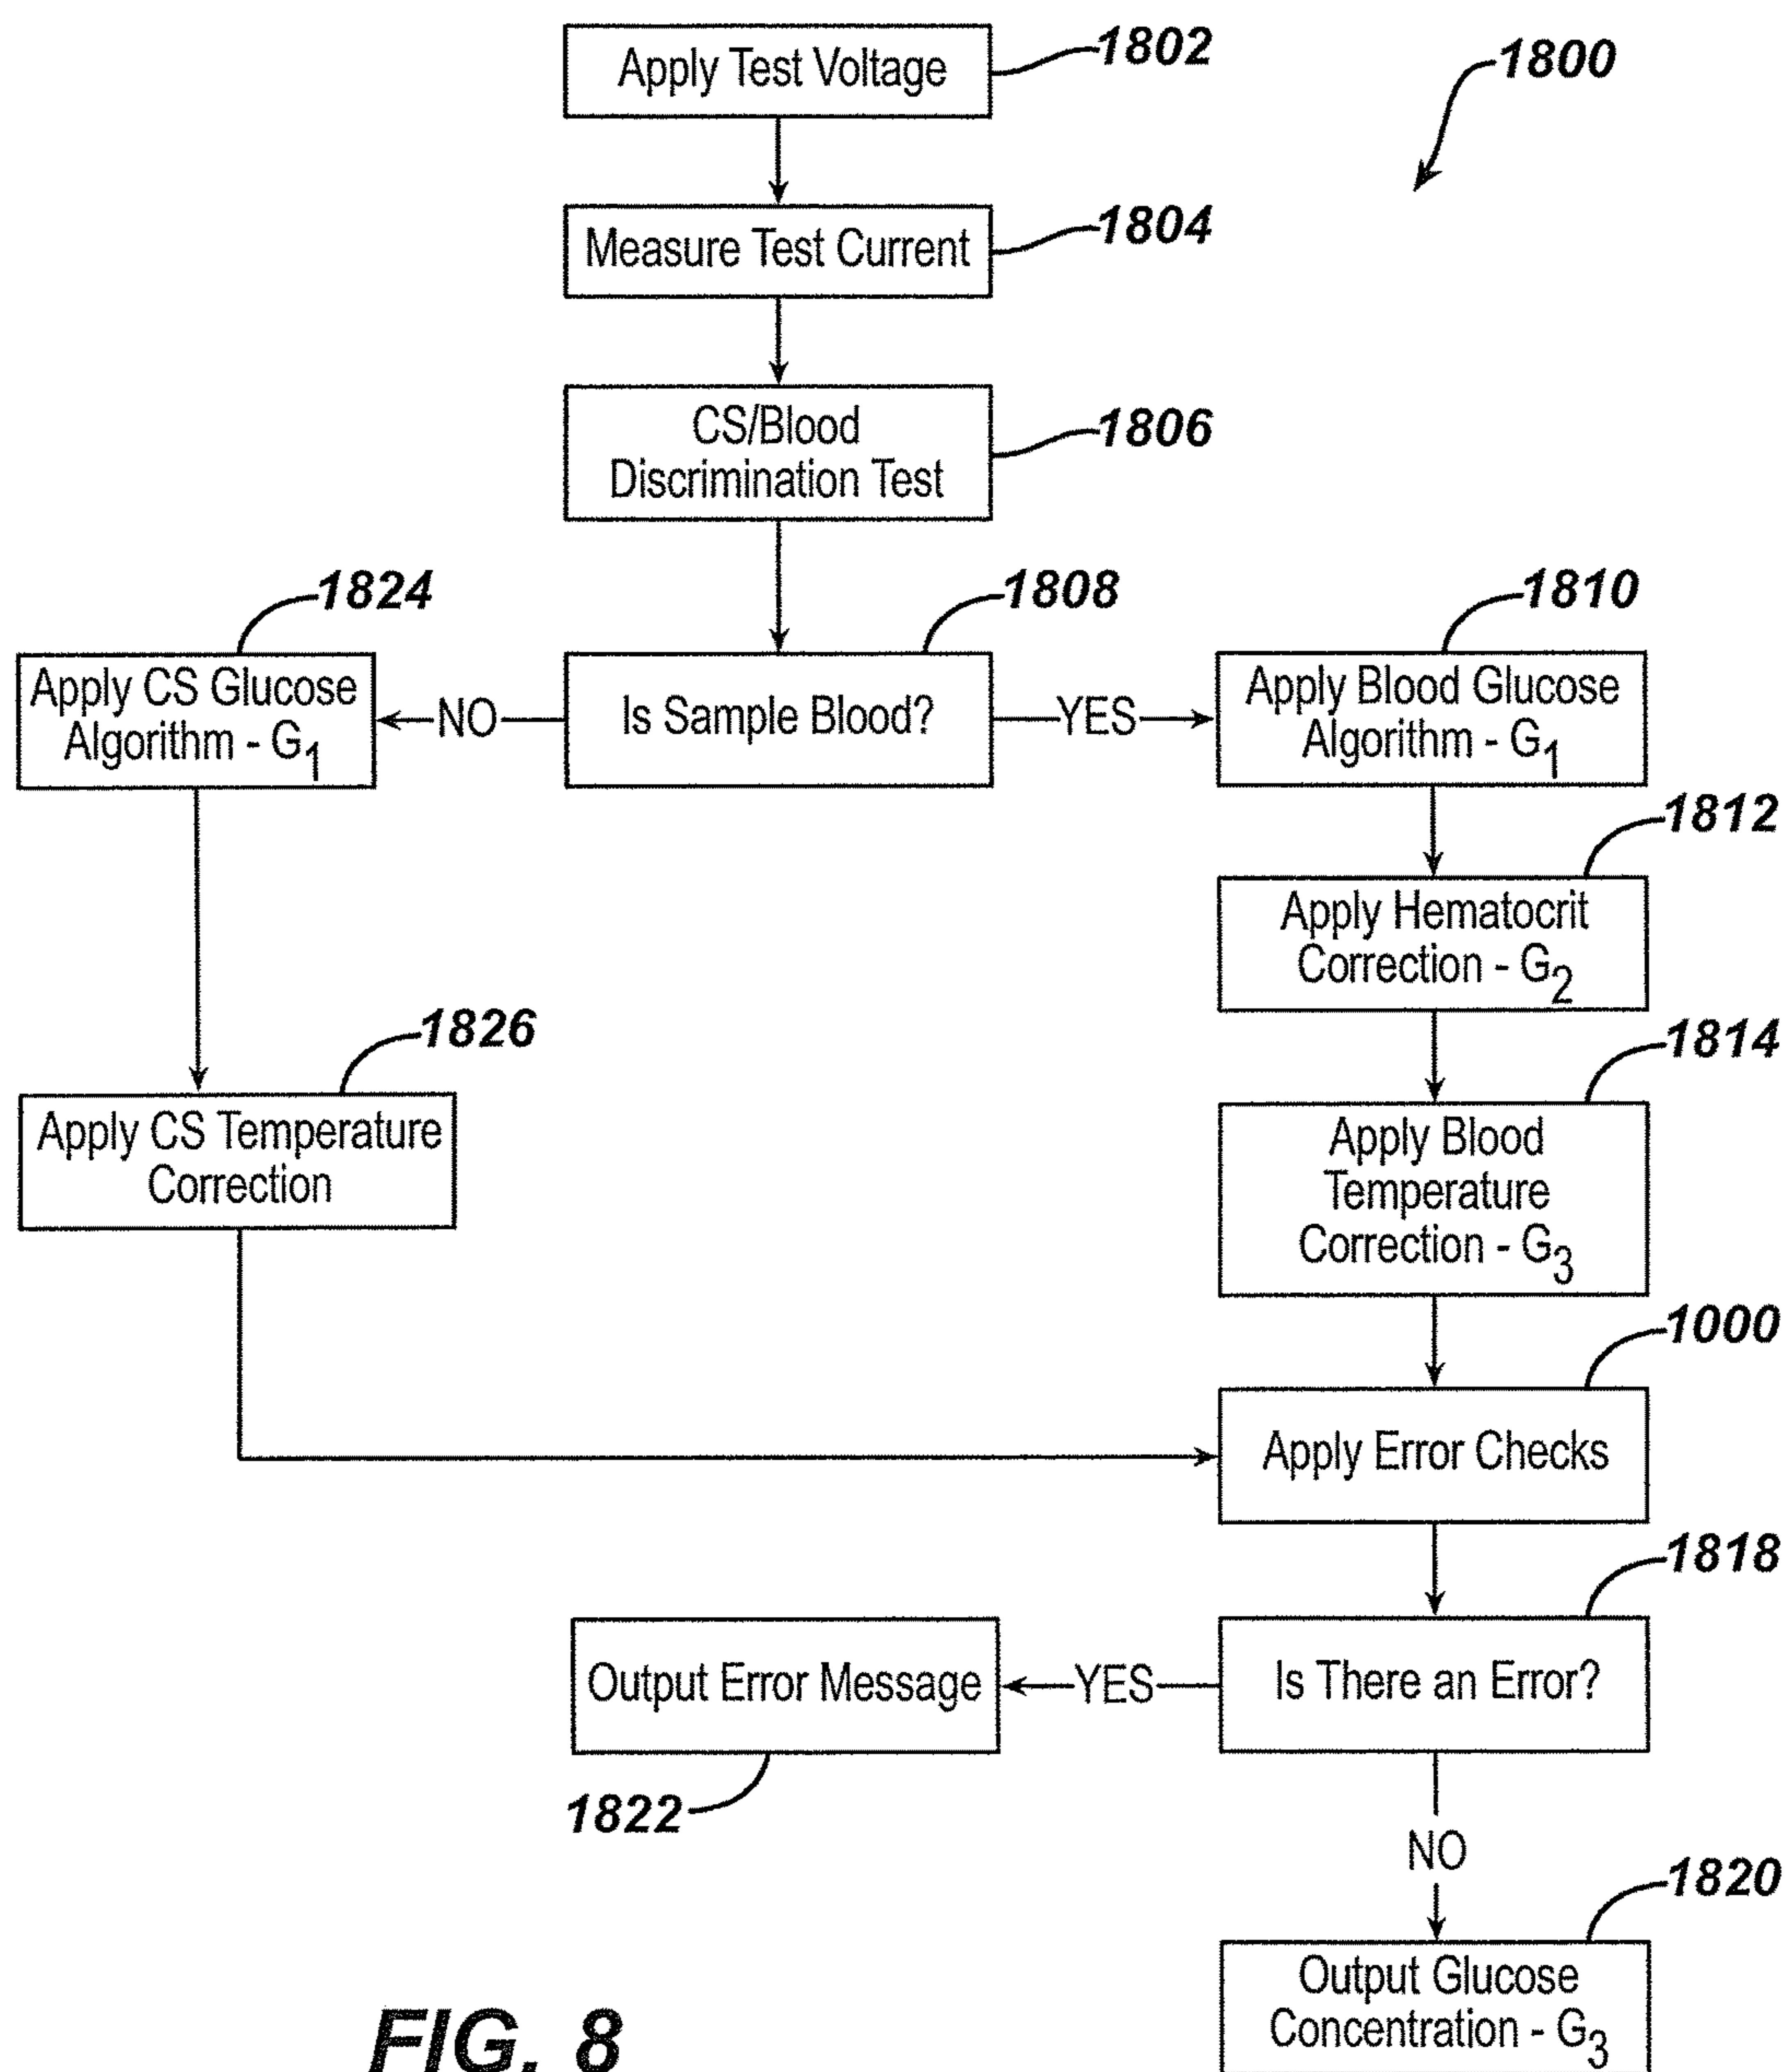 Apply Test Voltage
1802
1800
Measure Test Current
1804
CS/Blood
Discrimination Test
1806
1824
1808
1810
Apply CS Glucose
Algorithm - G1
NO
Is Sample Blood?
YES
Apply Blood Glucose
Algorithm - G1
1812
Apply Hematocrit
Correction - G2
1826
1814
Apply CS Temperature
Correction
Apply Blood
Temperature
Correction - G3
1000
Apply Error Checks
1818
Output Error Message
YES
Is There an Error?
1822
NO
1820
Output Glucose
Concentration - G3
FIG. 8